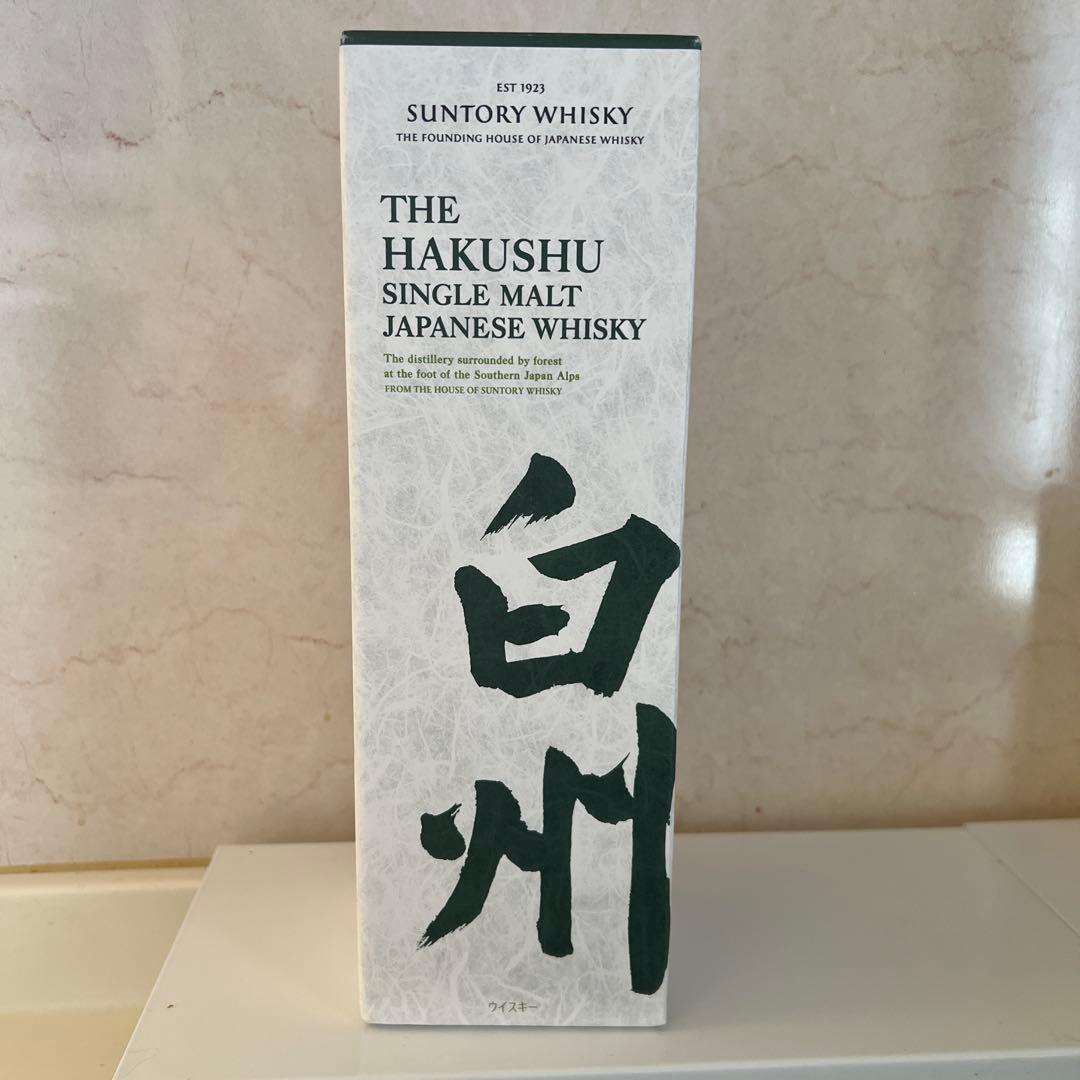 EST 1923
SUNTORY WHISKY
THE FOUNDING HOUSE OF JAPANESE WHISKY
THE
HAKUSHU
SINGLE MALT
JAPANESE WHISKY
The distillery surrounded by forest
at the foot of the Southern Japan Alps
FROM THE HOUSE OF SUNTORY WHISKY
白
州
ウイスキー